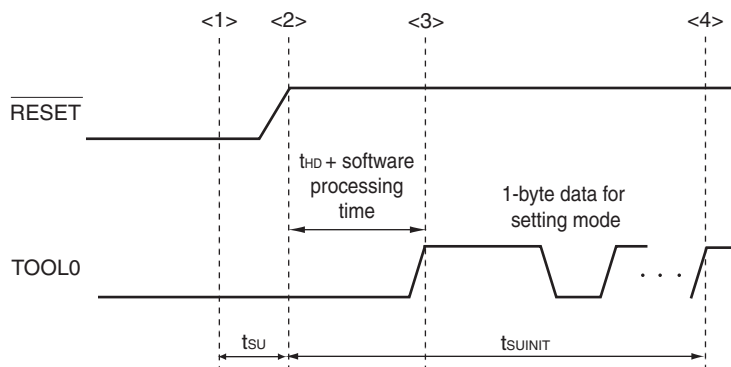 <1> <2> <3> <4>
RESET
tHD + software
processing
time
1-byte data for
setting mode
TOOL0
. . .
tSU
tSUINIT